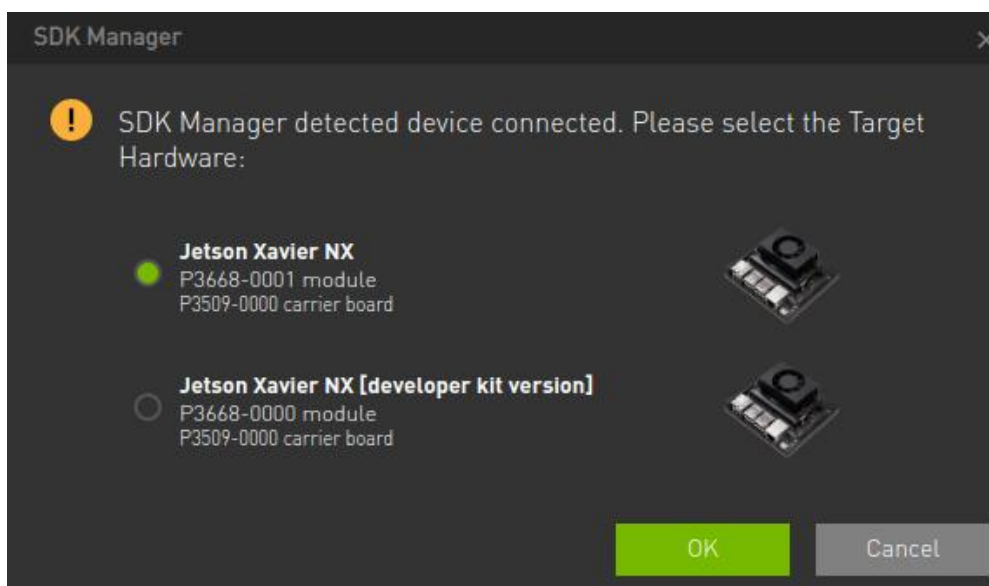 SDK Manager
SDK Manager detected device connected. Please select the Target
Hardware:
Jetson Xavier NX
P3668-0001 module
P3509-0000 carrier board
Jetson Xavier NX [developer kit version]
P3668-0000 module
P3509-0000 carrier board
OK
Cancel